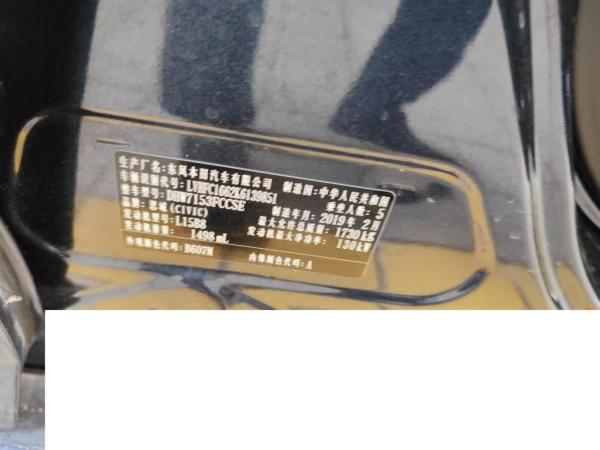 生产厂名:东风本田汽车有限公司 制造国:中华人民共和国
车辆识别代号:LVHFC1662K6139851 乘坐人数:5
整车型号:DHW7153FCCSE 制造年月:2019年2月
品牌:思域(CIVIC) 最大允许总质量:1730kg
发动机型号:L15B8 发动机最大净功率:130kW
发动机排量:1498mL
外观颜色代码:B607M 内饰颜色代码:A